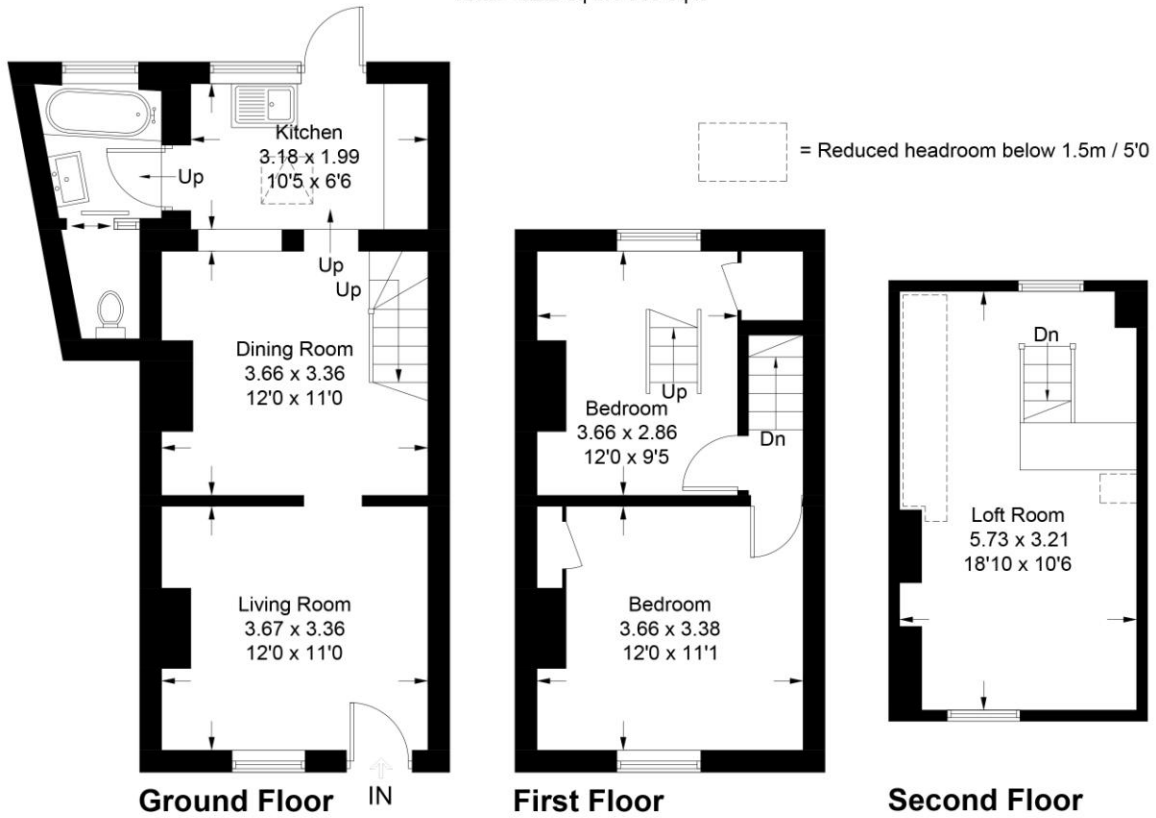 = Reduced headroom below 1.5m / 5'0
Kitchen
3.18 x 1.99
10'5 x 6'6
Up
Up
Up
Dining Room
3.66 x 3.36
12'0 x 11'0
Living Room
3.67 x 3.36
12'0 x 11'0
IN
Ground Floor
Up
Bedroom
3.66 x 2.86
12'0 x 9'5
Dn
Bedroom
3.66 x 3.38
12'0 x 11'1
First Floor
Dn
Loft Room
5.73 x 3.21
18'10 x 10'6
Second Floor